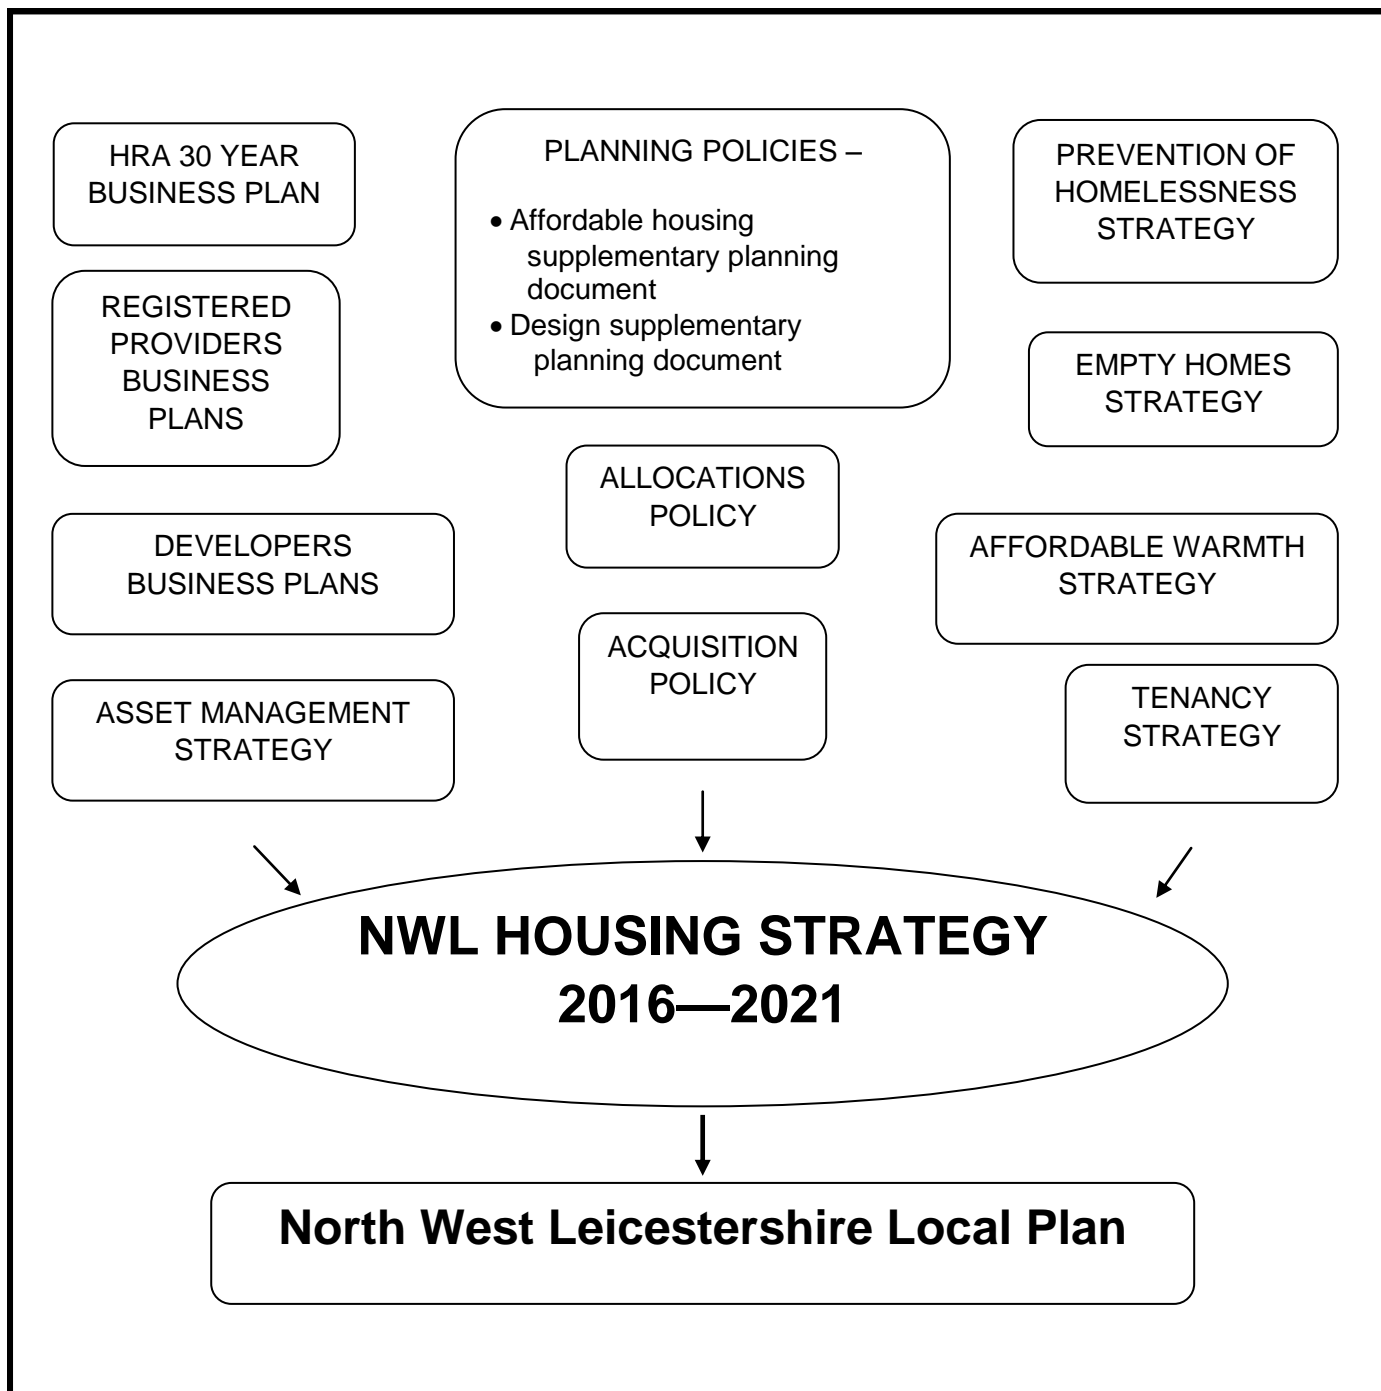 HRA 30 YEAR
BUSINESS PLAN
REGISTERED
PROVIDERS
BUSINESS
PLANS
DEVELOPERS
BUSINESS PLANS
ASSET MANAGEMENT
STRATEGY
PLANNING POLICIES –
• Affordable housing
supplementary planning
document
• Design supplementary
planning document
ALLOCATIONS
POLICY
ACQUISITION
POLICY
PREVENTION OF
HOMELESSNESS
STRATEGY
EMPTY HOMES
STRATEGY
AFFORDABLE WARMTH
STRATEGY
TENANCY
STRATEGY
NWL HOUSING STRATEGY
2016—2021
North West Leicestershire Local Plan